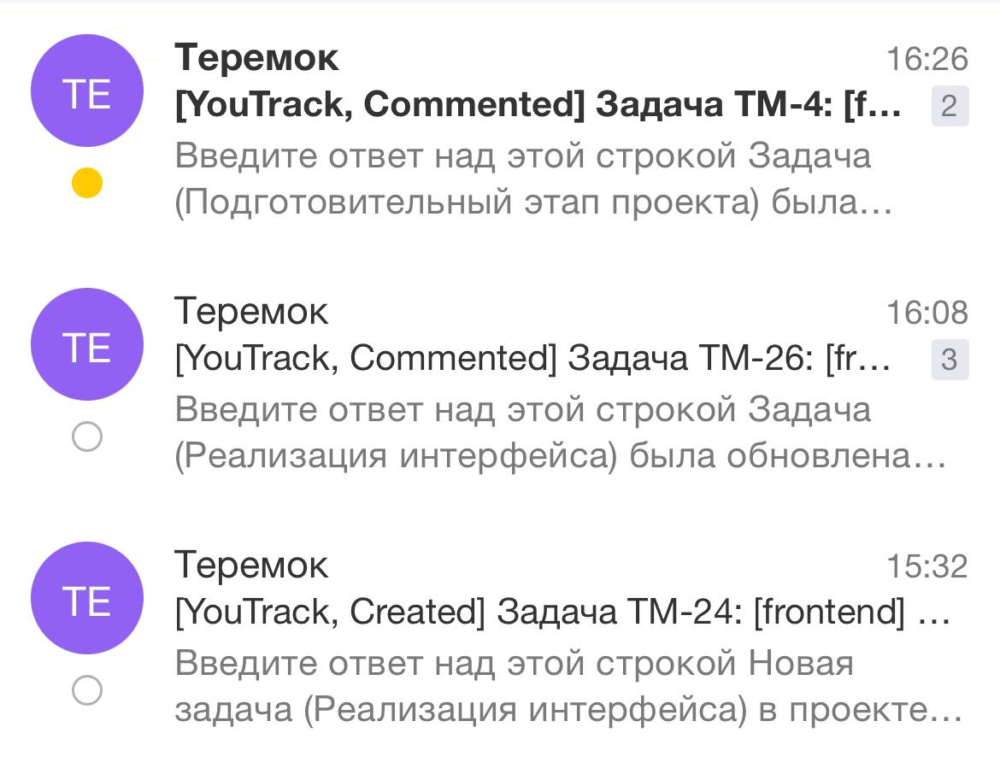 ТЕ
Теремок
16:26
[YouTrack, Commented] Задача TM-4: [f...
2
Введите ответ над этой строкой Задача
(Подготовительный этап проекта) была...
ТЕ
Теремок
16:08
[YouTrack, Commented] Задача TM-26: [fr...
3
Введите ответ над этой строкой Задача
(Реализация интерфейса) была обновлена...
ТЕ
Теремок
15:32
[YouTrack, Created] Задача TM-24: [frontend] ...
Введите ответ над этой строкой Новая
задача (Реализация интерфейса) в проекте...